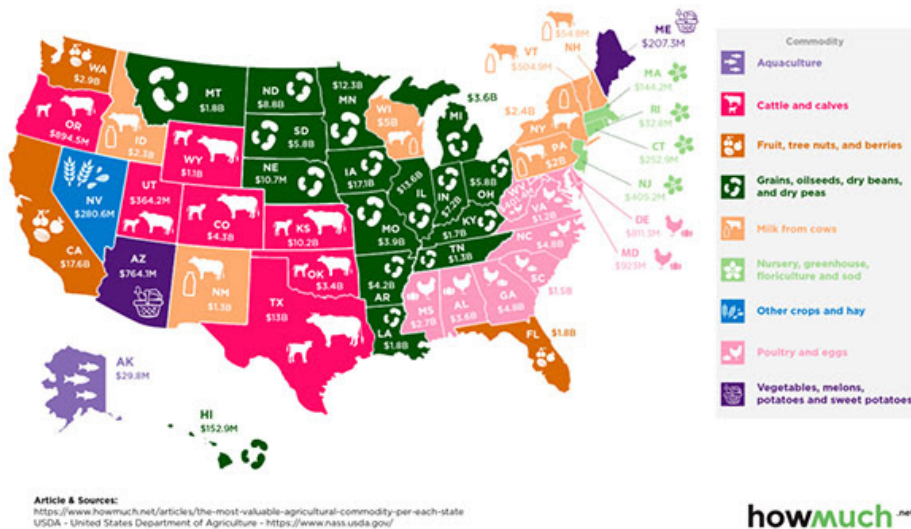 WA
$2.9B
OR
$894.5M
CA
$17.6B
NV
$280.6M
ID
$2.3B
MT
$1.8B
WY
$1.1B
UT
$364.2M
CO
$4.3B
AZ
$764.1M
NM
$1.3B
ND
$8.8B
SD
$5.8B
NE
$10.7B
KS
$10.2B
OK
$3.4B
TX
$13B
$12.3B
MN
IA
$17.1B
MO
$3.9B
$4.2B
AR
LA
$1.8B
WI
$5B
$13.6B
IL
$3.6B
MI
IN
$7.2B
$5.8B
OH
KY
$1.7B
TN
$1.3B
MS
$2.7B
AL
$3.6B
GA
$4.9B
FL
$1.8B
SC
$1.5B
NC
$4.8B
VA
$1.2B
WV
PA
$2B
$2.4B
NY
VT
$504.9M
$54.8M
NH
ME
$207.3M
MA
$144.2M
RI
$32.8M
CT
$252.9M
NJ
$405.2M
DE
$811.3M
MD
$923M
AK
$29.8M
HI
$152.9M
Commodity
Aquaculture
Cattle and calves
Fruit, tree nuts, and berries
Grains, oilseeds, dry beans,
and dry peas
Milk from cows
Nursery, greenhouse,
floriculture and sod
Other crops and hay
Poultry and eggs
Vegetables, melons,
potatoes and sweet potatoes
Article & Sources:
https://www.howmuch.net/articles/the-most-valuable-agricultural-commodity-per-each-state
USDA - United States Department of Agriculture - https://www.nass.usda.gov/
howmuch.net